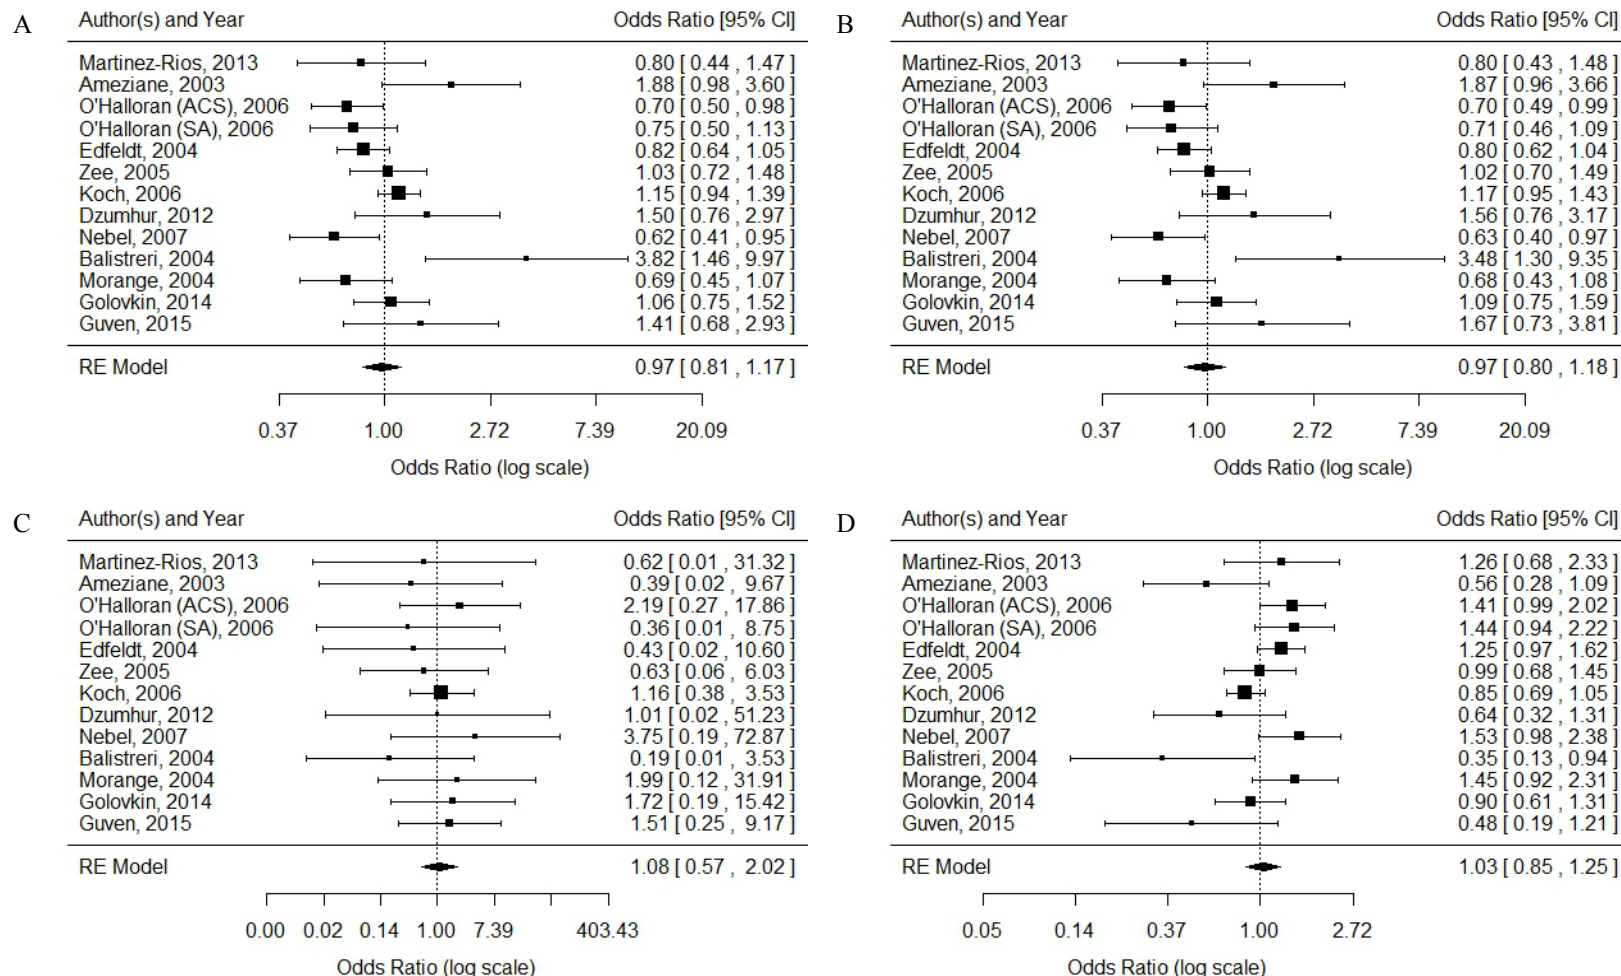 A
Author(s) and Year Odds Ratio [95% CI]
Martinez-Rios, 2013 0.80 [ 0.44 , 1.47 ]
Ameziane, 2003 1.88 [ 0.98 , 3.60 ]
O'Halloran (ACS), 2006 0.70 [ 0.50 , 0.98 ]
O'Halloran (SA), 2006 0.75 [ 0.50 , 1.13 ]
Edfeldt, 2004 0.82 [ 0.64 , 1.05 ]
Zee, 2005 1.03 [ 0.72 , 1.48 ]
Koch, 2006 1.15 [ 0.94 , 1.39 ]
Dzumhur, 2012 1.50 [ 0.76 , 2.97 ]
Nebel, 2007 0.62 [ 0.41 , 0.95 ]
Balistreri, 2004 3.82 [ 1.46 , 9.97 ]
Morange, 2004 0.69 [ 0.45 , 1.07 ]
Golovkin, 2014 1.06 [ 0.75 , 1.52 ]
Guven, 2015 1.41 [ 0.68 , 2.93 ]
RE Model 0.97 [ 0.81 , 1.17 ]
0.37 1.00 2.72 7.39 20.09
Odds Ratio (log scale)
B
Author(s) and Year Odds Ratio [95% CI]
Martinez-Rios, 2013 0.80 [ 0.43 , 1.48 ]
Ameziane, 2003 1.87 [ 0.96 , 3.66 ]
O'Halloran (ACS), 2006 0.70 [ 0.49 , 0.99 ]
O'Halloran (SA), 2006 0.71 [ 0.46 , 1.09 ]
Edfeldt, 2004 0.80 [ 0.62 , 1.04 ]
Zee, 2005 1.02 [ 0.70 , 1.49 ]
Koch, 2006 1.17 [ 0.95 , 1.43 ]
Dzumhur, 2012 1.56 [ 0.76 , 3.17 ]
Nebel, 2007 0.63 [ 0.40 , 0.97 ]
Balistreri, 2004 3.48 [ 1.30 , 9.35 ]
Morange, 2004 0.68 [ 0.43 , 1.08 ]
Golovkin, 2014 1.09 [ 0.75 , 1.59 ]
Guven, 2015 1.67 [ 0.73 , 3.81 ]
RE Model 0.97 [ 0.80 , 1.18 ]
0.37 1.00 2.72 7.39 20.09
Odds Ratio (log scale)
C
Author(s) and Year Odds Ratio [95% CI]
Martinez-Rios, 2013 0.62 [ 0.01 , 31.32 ]
Ameziane, 2003 0.39 [ 0.02 , 9.67 ]
O'Halloran (ACS), 2006 2.19 [ 0.27 , 17.86 ]
O'Halloran (SA), 2006 0.36 [ 0.01 , 8.75 ]
Edfeldt, 2004 0.43 [ 0.02 , 10.60 ]
Zee, 2005 0.63 [ 0.06 , 6.03 ]
Koch, 2006 1.16 [ 0.38 , 3.53 ]
Dzumhur, 2012 1.01 [ 0.02 , 51.23 ]
Nebel, 2007 3.75 [ 0.19 , 72.87 ]
Balistreri, 2004 0.19 [ 0.01 , 3.53 ]
Morange, 2004 1.99 [ 0.12 , 31.91 ]
Golovkin, 2014 1.72 [ 0.19 , 15.42 ]
Guven, 2015 1.51 [ 0.25 , 9.17 ]
RE Model 1.08 [ 0.57 , 2.02 ]
0.00 0.02 0.14 1.00 7.39 403.43
Odds Ratio (log scale)
D
Author(s) and Year Odds Ratio [95% CI]
Martinez-Rios, 2013 1.26 [ 0.68 , 2.33 ]
Ameziane, 2003 0.56 [ 0.28 , 1.09 ]
O'Halloran (ACS), 2006 1.41 [ 0.99 , 2.02 ]
O'Halloran (SA), 2006 1.44 [ 0.94 , 2.22 ]
Edfeldt, 2004 1.25 [ 0.97 , 1.62 ]
Zee, 2005 0.99 [ 0.68 , 1.45 ]
Koch, 2006 0.85 [ 0.69 , 1.05 ]
Dzumhur, 2012 0.64 [ 0.32 , 1.31 ]
Nebel, 2007 1.53 [ 0.98 , 2.38 ]
Balistreri, 2004 0.35 [ 0.13 , 0.94 ]
Morange, 2004 1.45 [ 0.92 , 2.31 ]
Golovkin, 2014 0.90 [ 0.61 , 1.31 ]
Guven, 2015 0.48 [ 0.19 , 1.21 ]
RE Model 1.03 [ 0.85 , 1.25 ]
0.05 0.14 0.37 1.00 2.72
Odds Ratio (log scale)